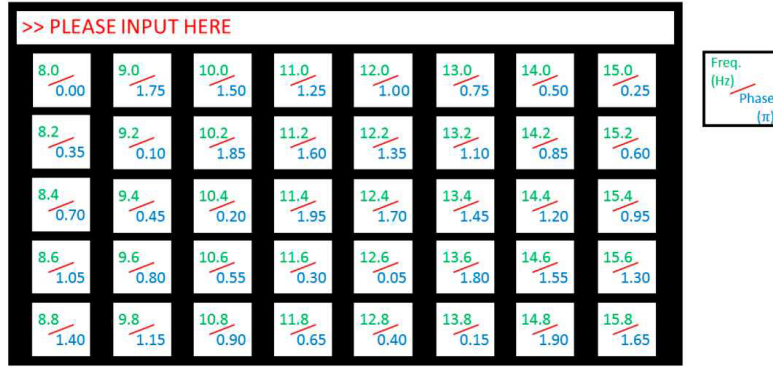 >> PLEASE INPUT HERE
8.0 0.00 9.0 1.75 10.0 1.50 11.0 1.25 12.0 1.00 13.0 0.75 14.0 0.50 15.0 0.25
8.2 0.35 9.2 0.10 10.2 1.85 11.2 1.60 12.2 1.35 13.2 1.10 14.2 0.85 15.2 0.60
8.4 0.70 9.4 0.45 10.4 0.20 11.4 1.95 12.4 1.70 13.4 1.45 14.4 1.20 15.4 0.95
8.6 1.05 9.6 0.80 10.6 0.55 11.6 0.30 12.6 0.05 13.6 1.80 14.6 1.55 15.6 1.30
8.8 1.40 9.8 1.15 10.8 0.90 11.8 0.65 12.8 0.40 13.8 0.15 14.8 1.90 15.8 1.65
Freq.
(Hz)
Phase
(π)